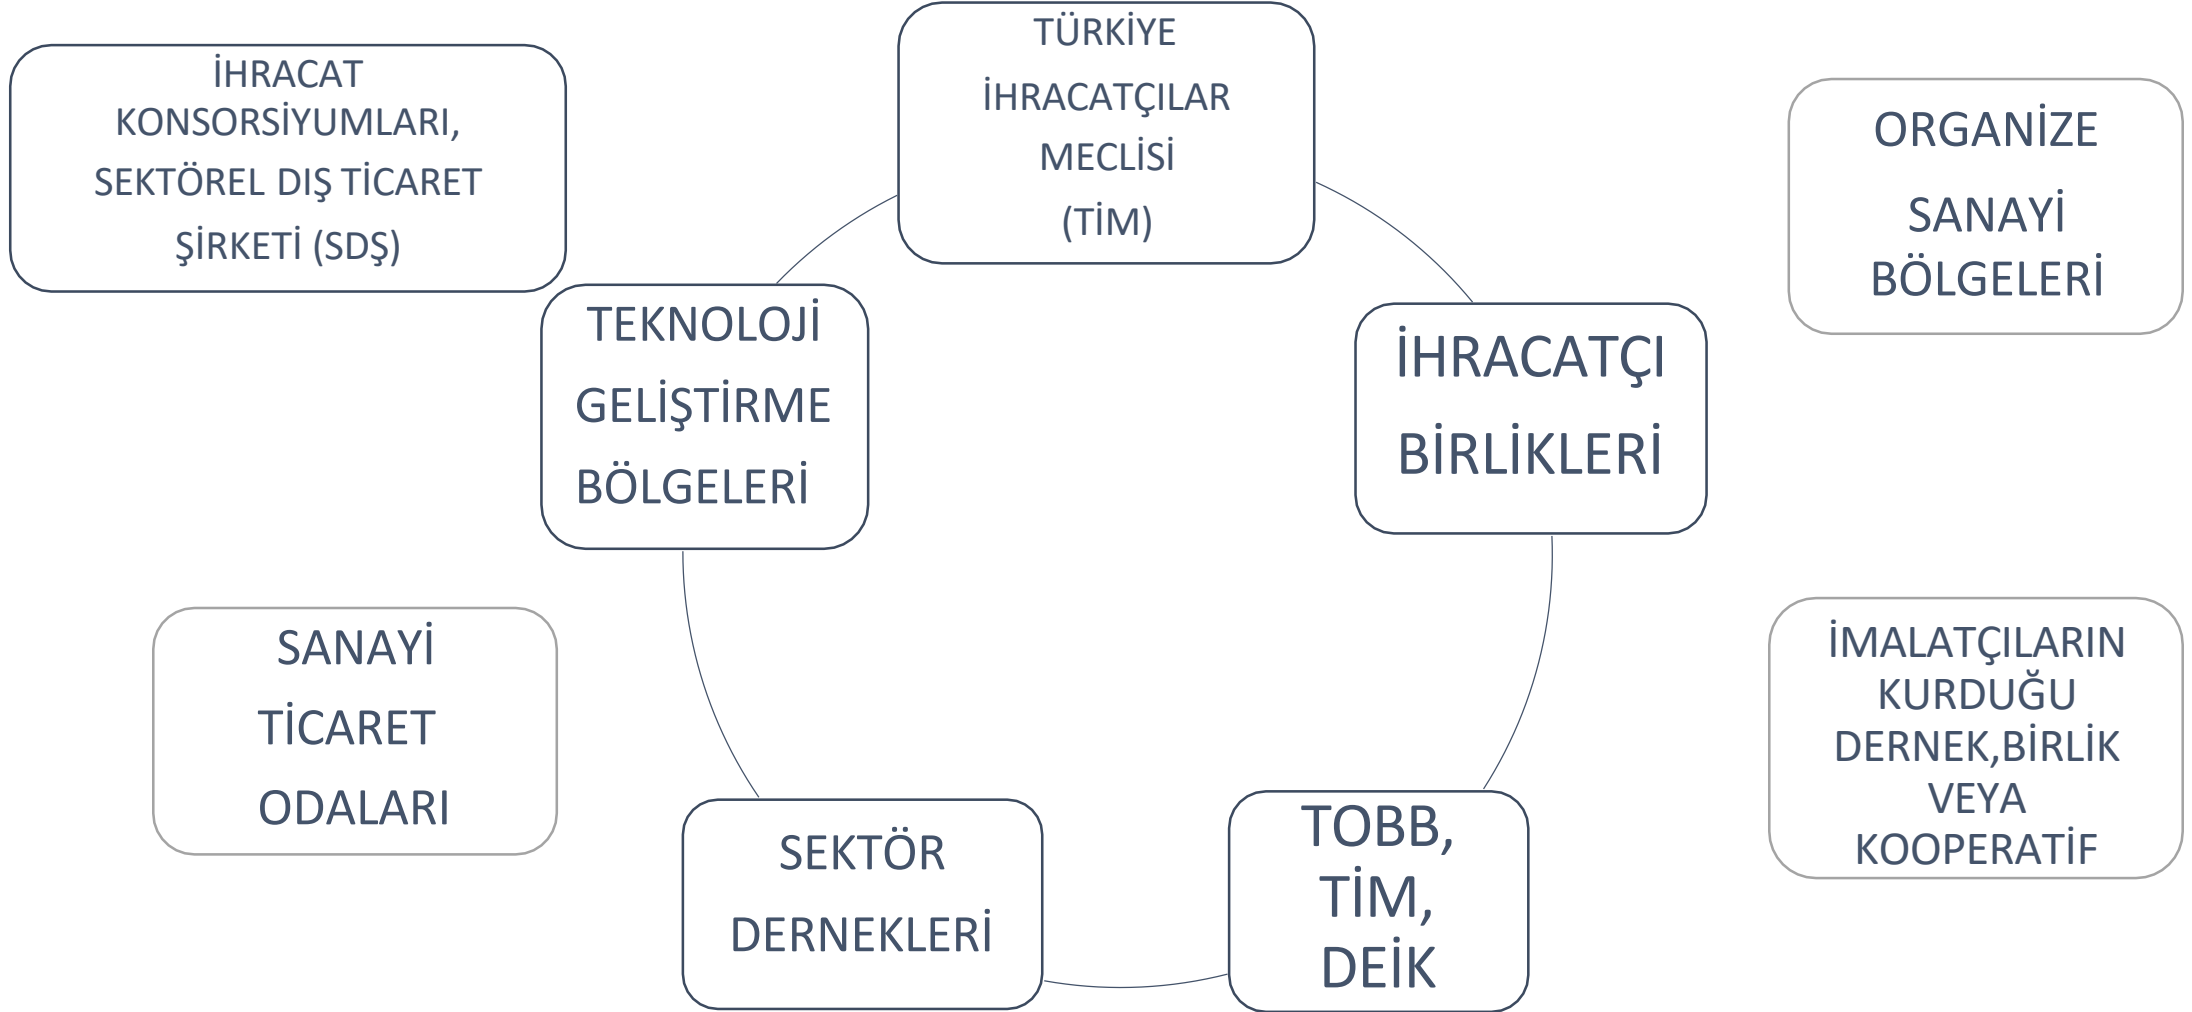 İHRACAT
KONSORSİYUMLARI,
SEKTÖREL DIŞ TİCARET
ŞİRKETİ (SDŞ)
TÜRKİYE
İHRACATÇILAR
MECLİSİ
(TİM)
ORGANİZE
SANAYİ
BÖLGELERİ
TEKNOLOJİ
GELİŞTİRME
BÖLGELERİ
İHRACATÇI
BİRLİKLERİ
SANAYİ
TİCARET
ODALARI
İMALATÇILARIN
KURDUĞU
DERNEK,BİRLİK
VEYA
KOOPERATİF
SEKTÖR
DERNEKLERİ
TOBB,
TİM,
DEİK